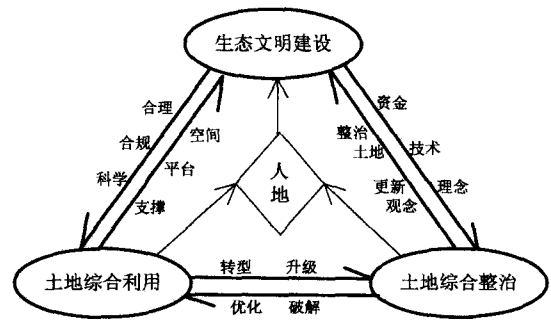 生态文明建设
合理
资金
合规
空间
整治
土地
技术
科学
平台
人
地
更新
观念
理念
支撑
土地综合利用
转型 升级
土地综合整治
优化 破解